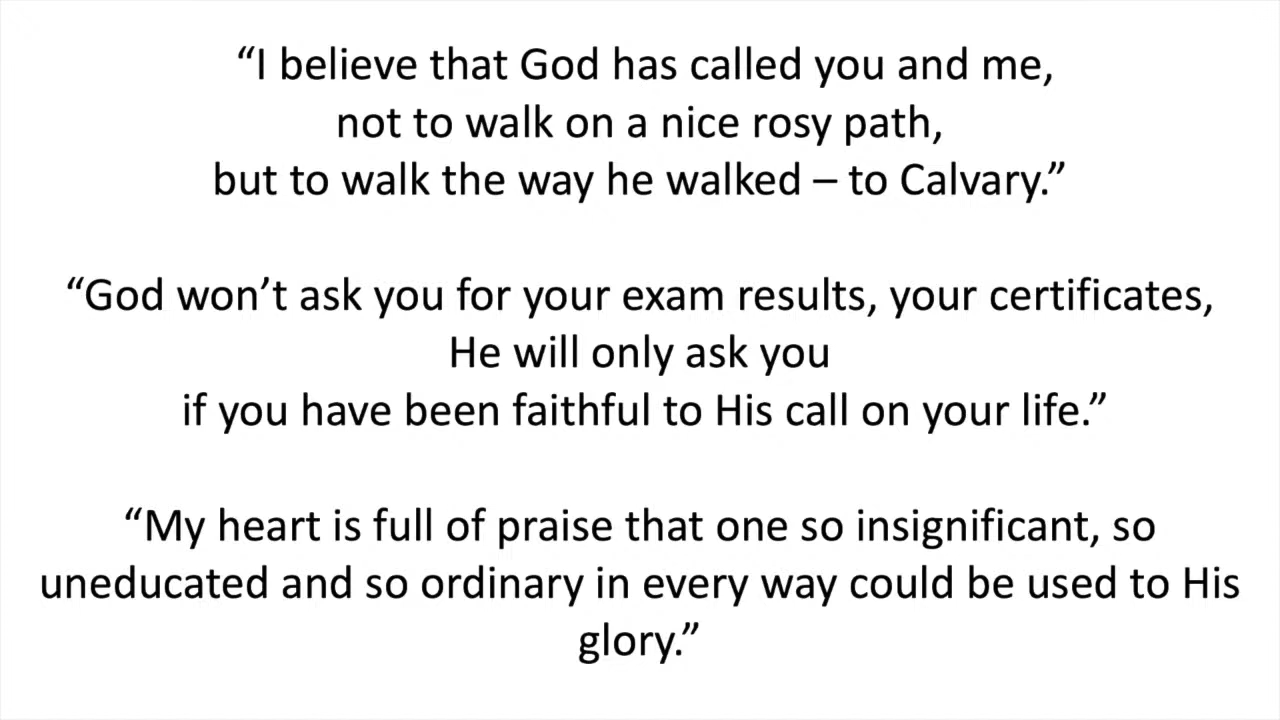 “I believe that God has called you and me,
not to walk on a nice rosy path,
but to walk the way he walked – to Calvary.”
“God won’t ask you for your exam results, your certificates,
He will only ask you
if you have been faithful to His call on your life.”
“My heart is full of praise that one so insignificant, so
uneducated and so ordinary in every way could be used to His
glory.”